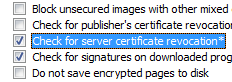 Block unsecured images with other mixed
Check for publisher's certificate revocation
Check for server certificate revocation*
Check for signatures on downloaded prog
Do not save encrypted pages to disk